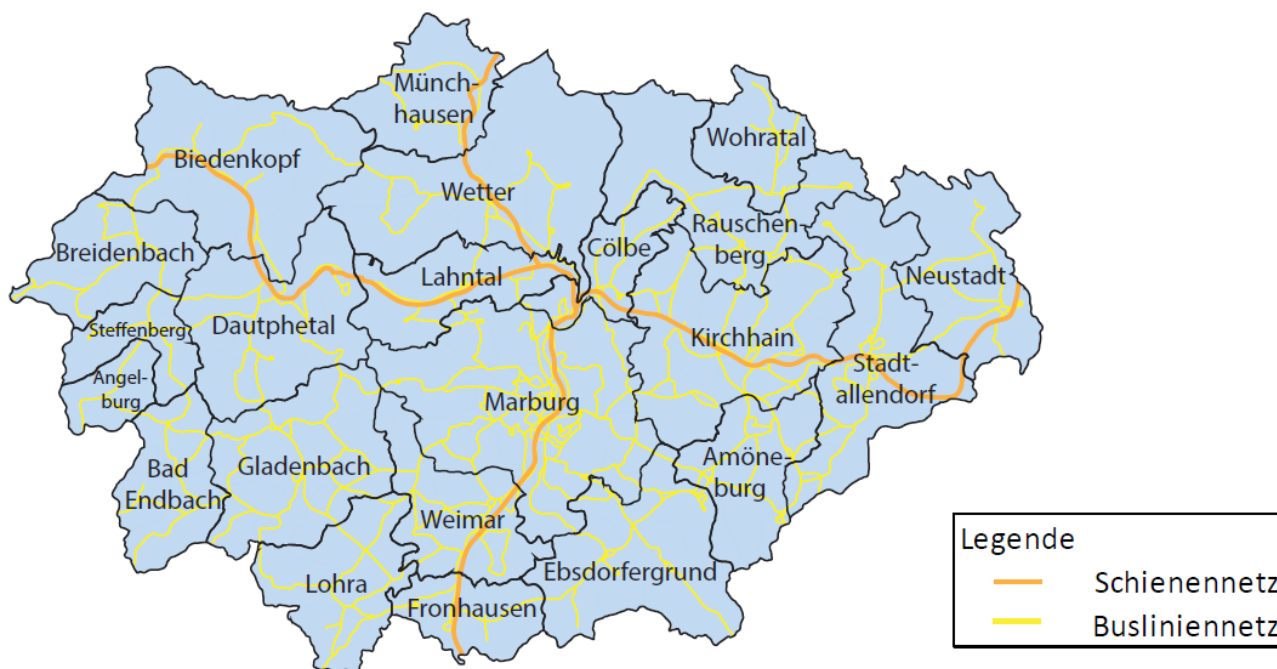 Münch-
hausen
Wohratal
Biedenkopf
Wetter
Rauschen-
berg
Cölbe
Breidenbach
Lahntal
Neustadt
Steffenberg
Dautphetal
Kirchhain
Angel-
burg
Stadt-
allendorf
Marburg
Bad
Endbach
Gladenbach
Amöne-
burg
Weimar
Ebsdorfergrund
Lohra
Fronhausen
Legende
Schienennetz
Busliniennetz